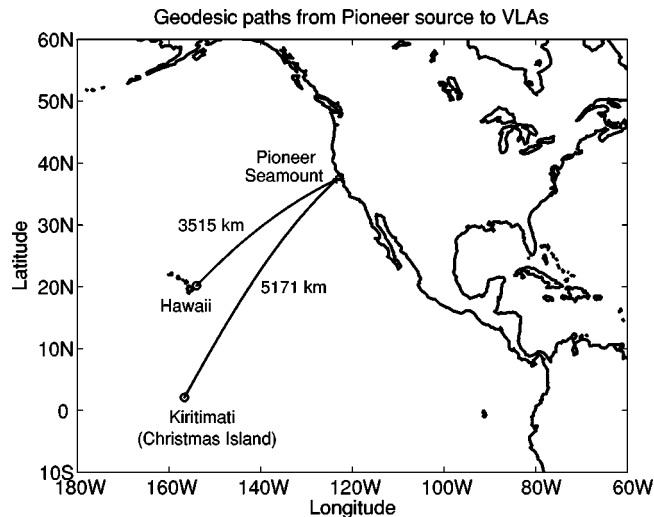 Geodesic paths from Pioneer source to VLAs
60N
50N
40N
30N
20N
10N
0
10S
Latitude
Pioneer
Seamount
3515 km
5171 km
Hawaii
Kiritimati
(Christmas Island)
180W 160W 140W 120W 100W 80W 60W
Longitude